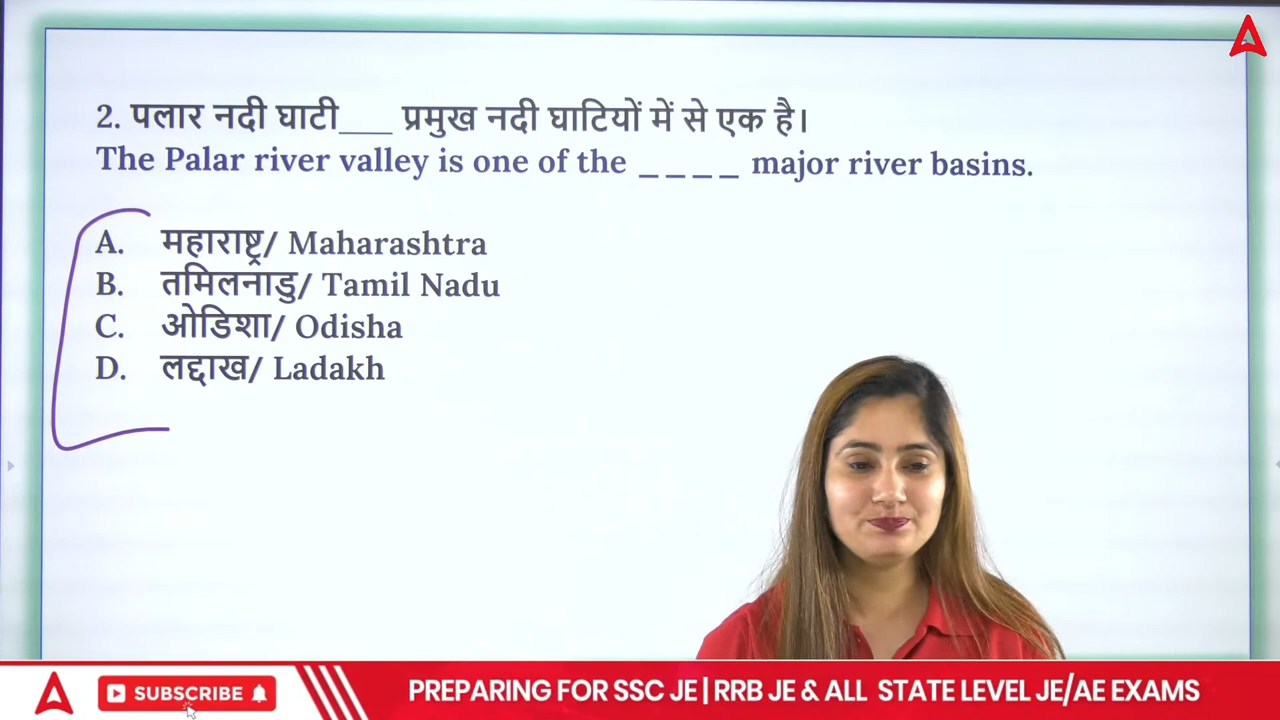 2. पलार नदी घाटी___ प्रमुख नदी घाटियों में से एक है।
The Palar river valley is one of the ____ major river basins.
A. महाराष्ट्र/ Maharashtra
B. तमिलनाडु/ Tamil Nadu
C. ओडिशा/ Odisha
D. लद्दाख/ Ladakh
SUBSCRIBE
PREPARING FOR SSC JE | RRB JE & ALL STATE LEVEL JE/AE EXAMS